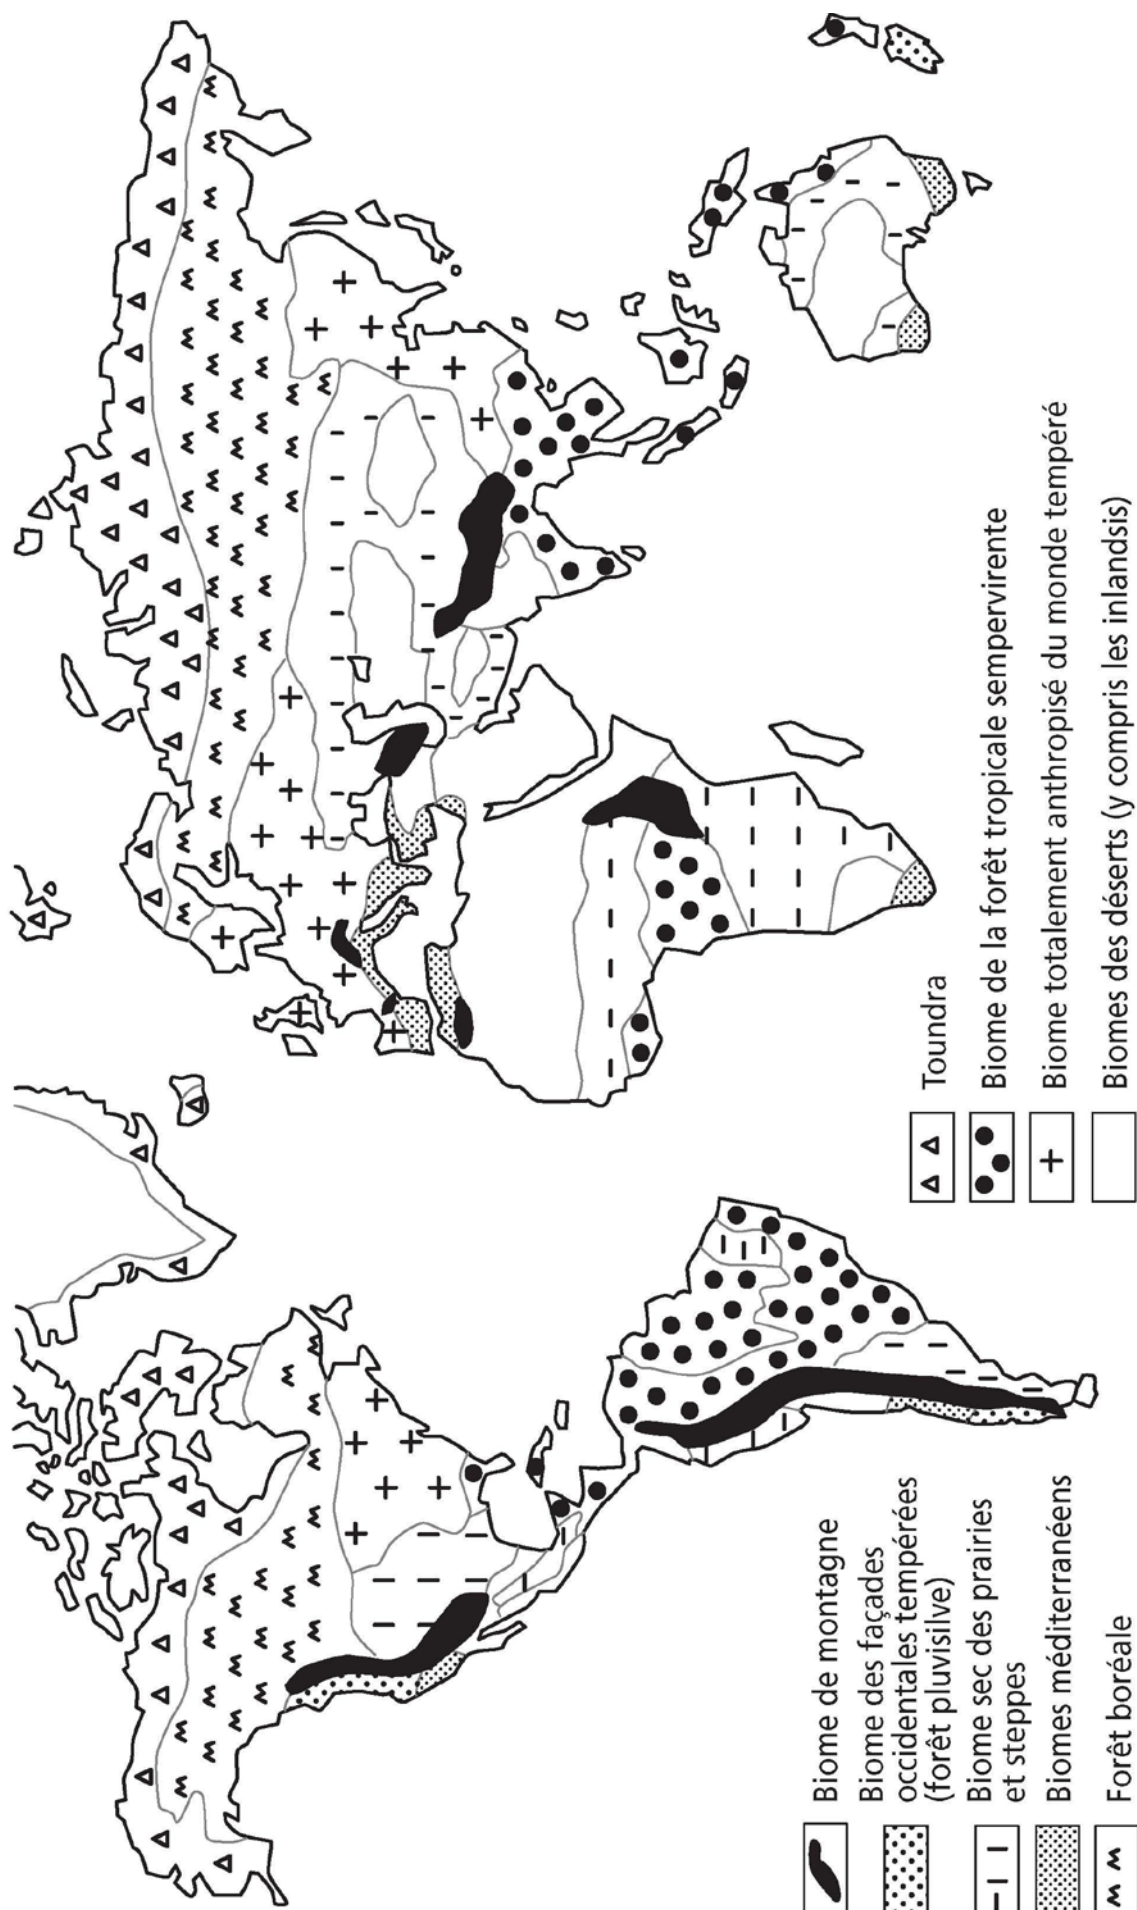 Biome de montagne
Biome des façades
occidentales tempérées
(forêt pluvisilve)
Biome sec des prairies
et steppes
Biomes méditerranéens
Forêt boréale
Toundra
Biome de la forêt tropicale sempervirente
Biome totalement anthropisé du monde tempéré
Biomes des déserts (y compris les inlandsis)